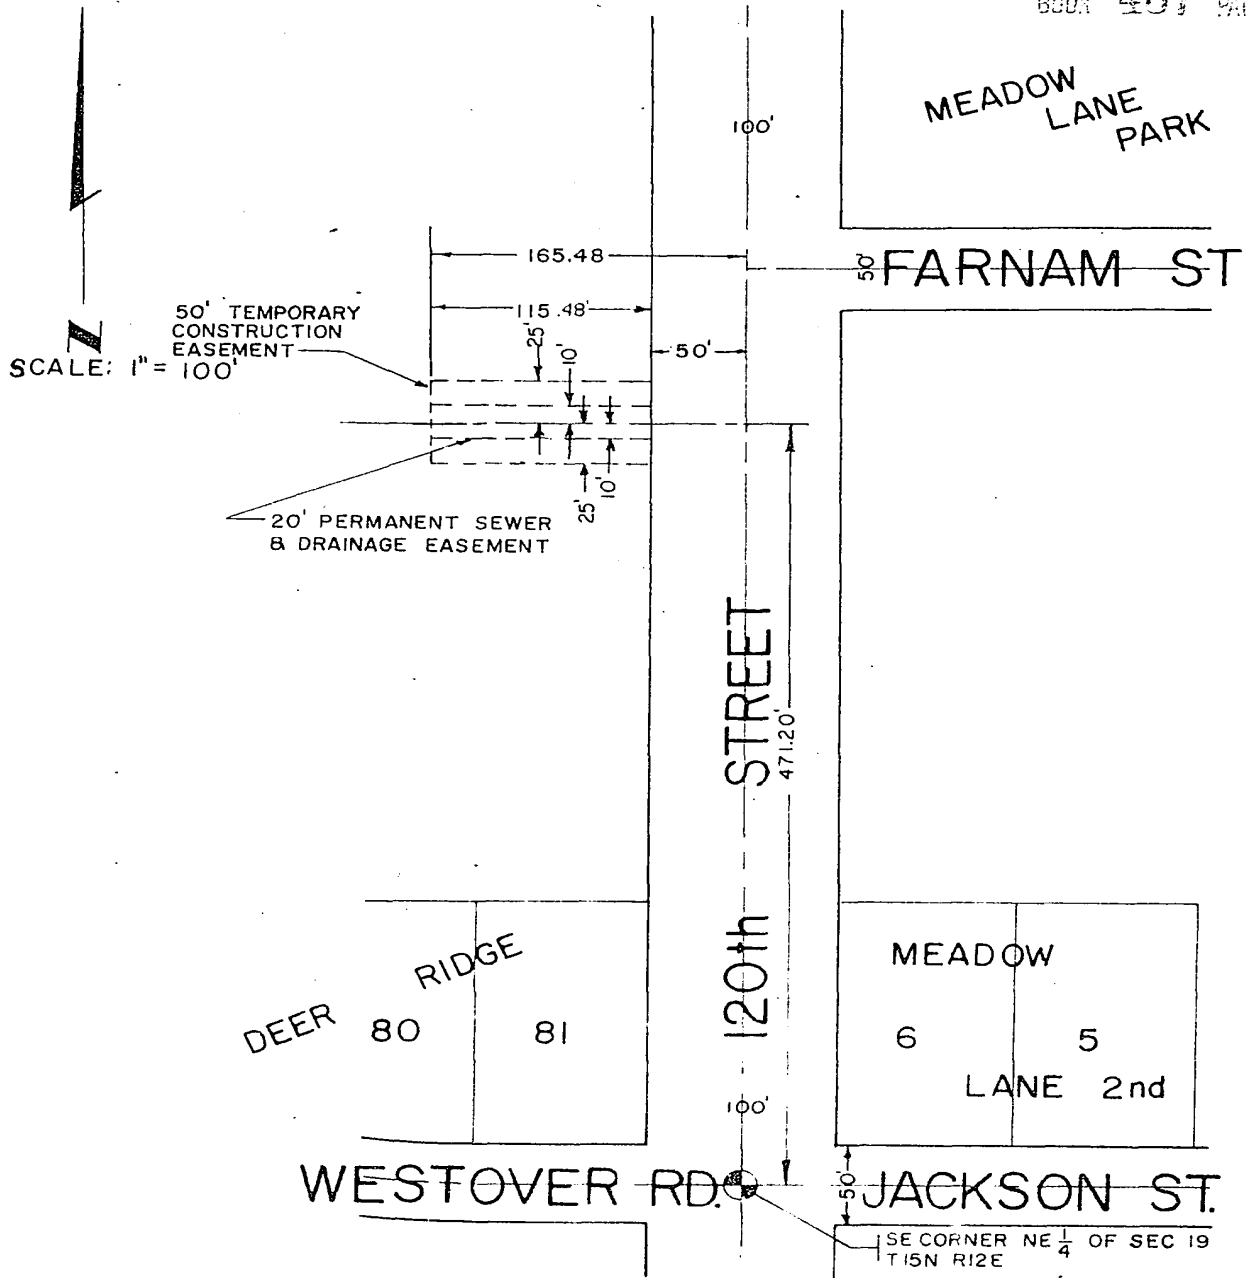 BOOK 457 PA
MEADOW
LANE
PARK
100'
FARNAM ST
50'
165.48
115.48'
50'
50' TEMPORARY
CONSTRUCTION
EASEMENT
N
SCALE: 1" = 100'
25'
10'
25'
10'
20' PERMANENT SEWER
& DRAINAGE EASEMENT
120th STREET
471.20'
DEER RIDGE
80
81
MEADOW
6
5
LANE 2nd
100'
WESTOVER RD.
50'
JACKSON ST.
SE CORNER NE 1/4 OF SEC 19
T15N R12E